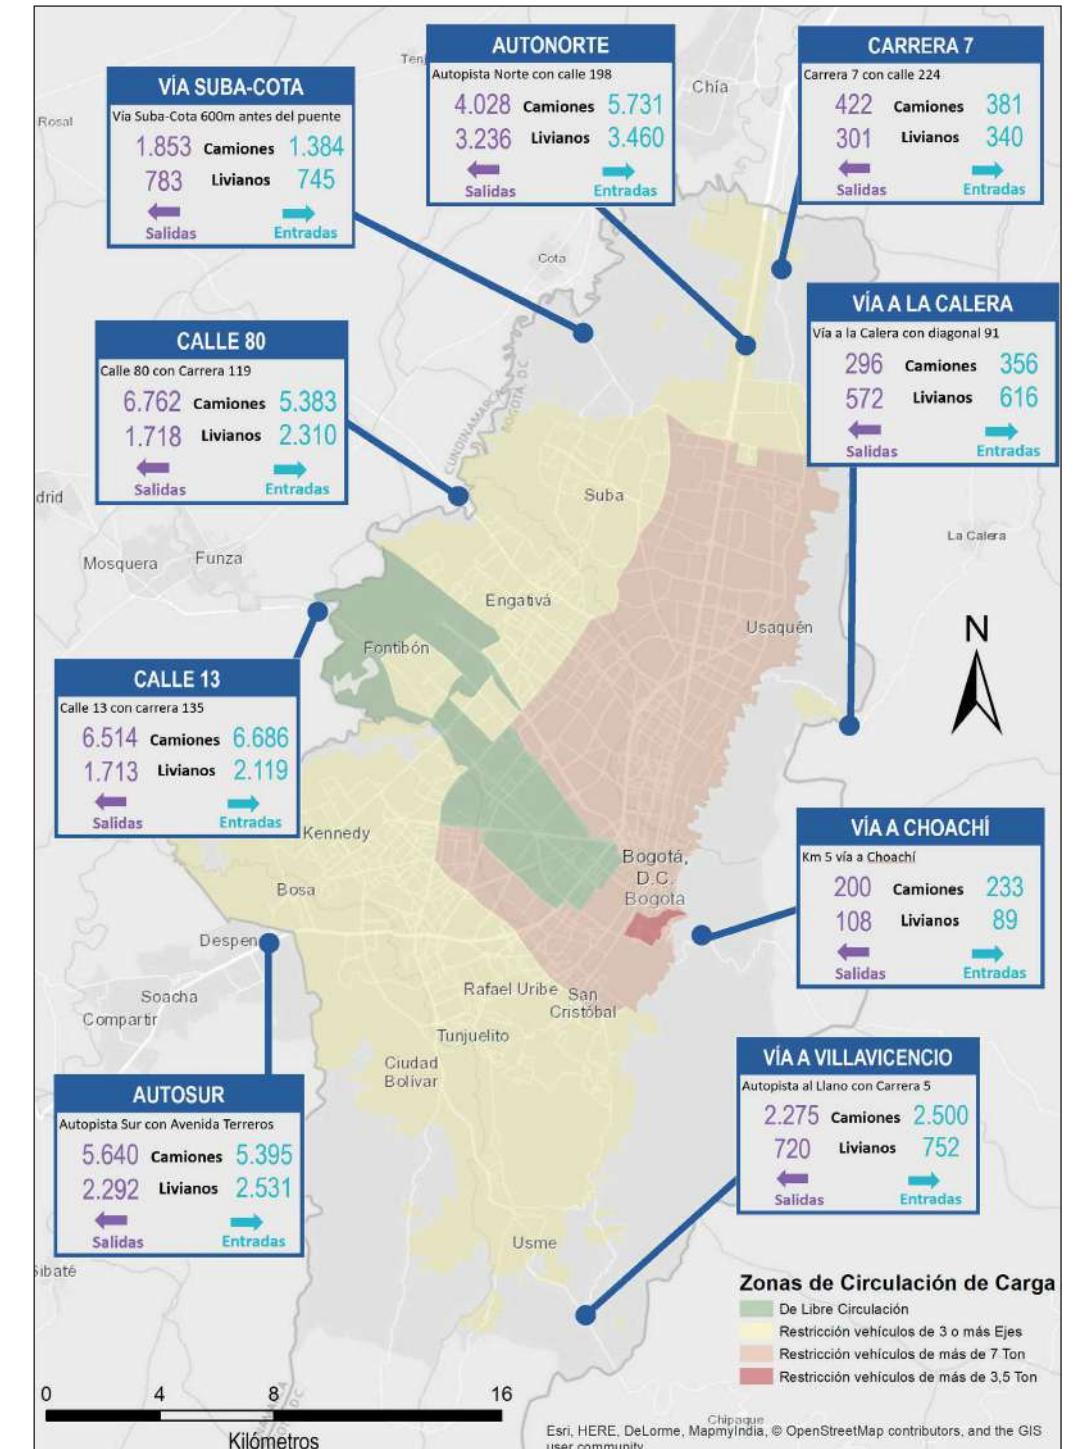 AUTONORTE
Autopista Norte con calle 198
4.028 Camiones 5.731
3.236 Livianos 3.460
Salidas Entradas
CARRERA 7
Carrera 7 con calle 224
422 Camiones 381
301 Livianos 340
Salidas Entradas
VÍA SUBA-COTA
Vía Suba-Cota 600m antes del puente
1.853 Camiones 1.384
783 Livianos 745
Salidas Entradas
Chía
Rosal
Cota
VÍA A LA CALERA
Vía a la Calera con diagonal 91
296 Camiones 356
572 Livianos 616
Salidas Entradas
CALLE 80
Calle 80 con Carrera 119
6.762 Camiones 5.383
1.718 Livianos 2.310
Salidas Entradas
CUNDINAMARCA
BOGOTÁ, DC
Suba
drid
La Calera
Mosquera
Funza
Engativá
Usaquén
N
Fontibón
CALLE 13
Calle 13 con carrera 135
6.514 Camiones 6.686
1.713 Livianos 2.119
Salidas Entradas
Kennedy
Bosa
Bogotá,
D.C.
Bogota
VÍA A CHOACHÍ
Km 5 vía a Choachí
200 Camiones 233
108 Livianos 89
Salidas Entradas
Despen
Soacha
Compartir
Rafael Uribe
San
Cristóbal
Tunjuelito
Ciudad
Bolívar
VÍA A VILLAVICENCIO
Autopista al Llano con Carrera 5
2.275 Camiones 2.500
720 Livianos 752
Salidas Entradas
AUTOSUR
Autopista Sur con Avenida Terreros
5.640 Camiones 5.395
2.292 Livianos 2.531
Salidas Entradas
Usme
Sibaté
Zonas de Circulación de Carga
De Libre Circulación
Restricción vehículos de 3 o más Ejes
Restricción vehículos de más de 7 Ton
Restricción vehículos de más de 3,5 Ton
0 4 8 16
Kilómetros
Chipaque
Esri, HERE, DeLorme, MapmyIndia, © OpenStreetMap contributors, and the GIS
user community